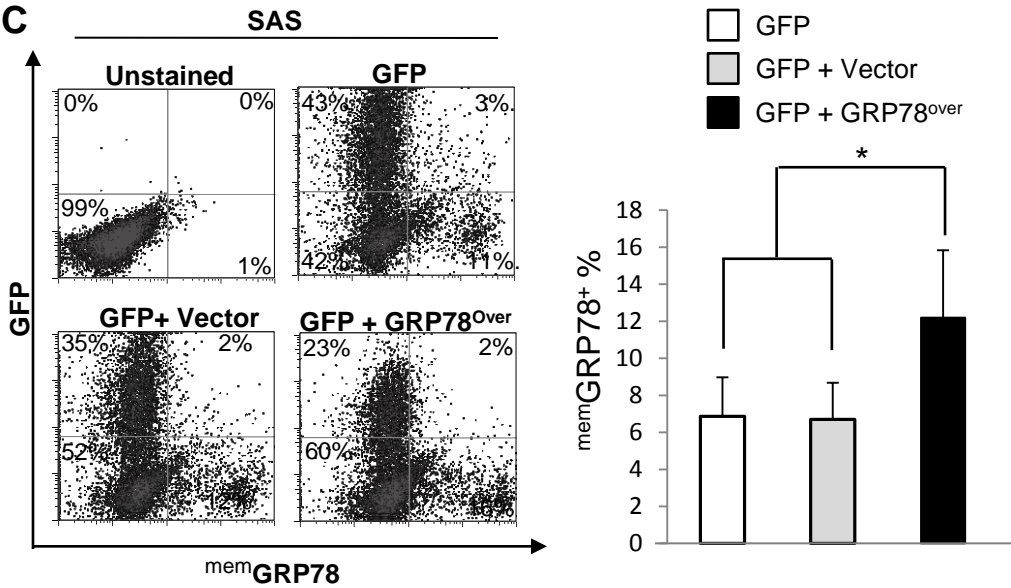 C
SAS
Unstained
0%
0%
99%
1%
GFP
43%
3%
42%
11%
GFP+ Vector
35%
2%
52%
GFP + GRP78Over
23%
2%
60%
GFP
memGRP78
GFP
GFP + Vector
GFP + GRP78over
*
memGRP78+ %
18
16
14
12
10
8
6
4
2
0